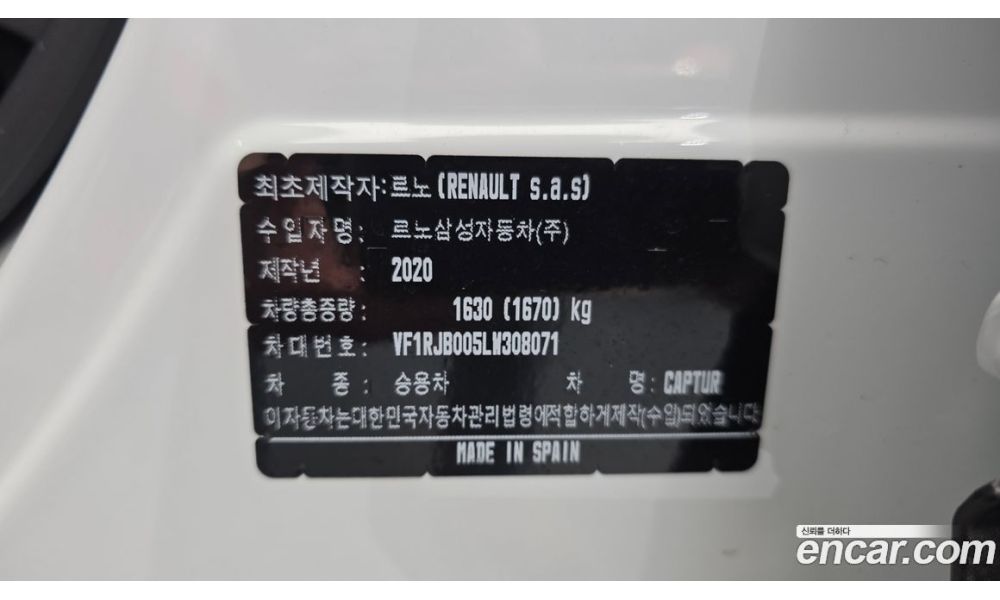 최초제작자:르노(RENAULT s.a.s)
수입자명: 르노삼성자동차(주)
제작년 : 2020
차량총중량: 1630 (1670) kg
차대번호: VF1RJB005LW308071
차 종: 승용차 차 명: CAPTUR
이자동차는대한민국자동차관리법령에적합하게제작(수입)되었습니다
MADE IN SPAIN
신뢰를 더하다
encar.com